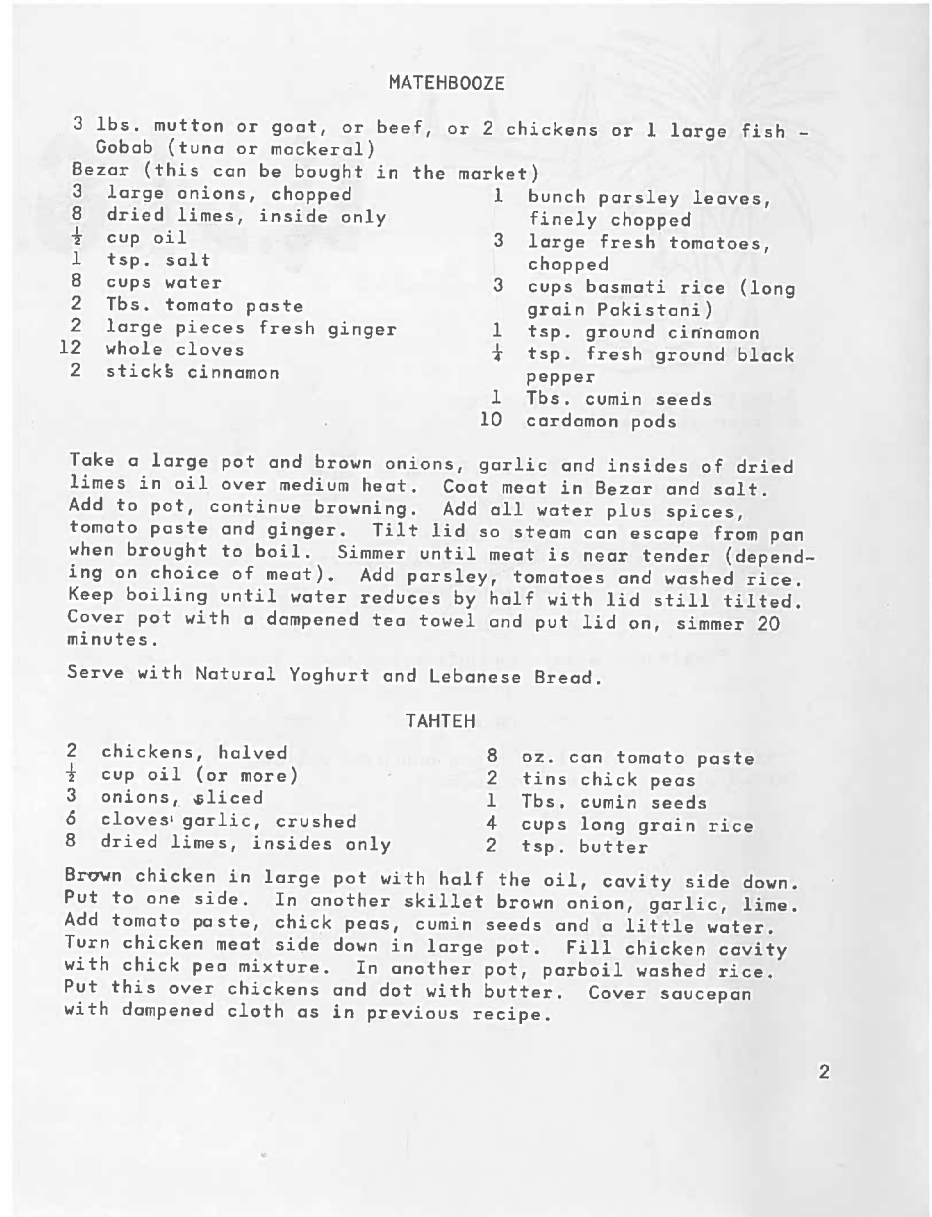 MATEHBOOZE
3 lbs. mutton or goat, or beef, or 2 chickens or 1 large fish -
Gobab (tuna or mackeral)
Bezar (this can be bought in the market)
3 large onions, chopped
8 dried limes, inside only
½ cup oil
1 tsp. salt
8 cups water
2 Tbs. tomato paste
2 large pieces fresh ginger
12 whole cloves
2 sticks cinnamon
1 bunch parsley leaves,
finely chopped
3 large fresh tomatoes,
chopped
3 cups basmati rice (long
grain Pakistani)
1 tsp. ground cinnamon
¼ tsp. fresh ground black
pepper
1 Tbs. cumin seeds
10 cardamon pods
Take a large pot and brown onions, garlic and insides of dried
limes in oil over medium heat. Coat meat in Bezar and salt.
Add to pot, continue browning. Add all water plus spices,
tomato paste and ginger. Tilt lid so steam can escape from pan
when brought to boil. Simmer until meat is near tender (depend-
ing on choice of meat). Add parsley, tomatoes and washed rice.
Keep boiling until water reduces by half with lid still tilted.
Cover pot with a dampened tea towel and put lid on, simmer 20
minutes.
Serve with Natural Yoghurt and Lebanese Bread.
TAHTEH
2 chickens, halved
½ cup oil (or more)
3 onions, sliced
6 cloves' garlic, crushed
8 dried limes, insides only
8 oz. can tomato paste
2 tins chick peas
1 Tbs. cumin seeds
4 cups long grain rice
2 tsp. butter
Brown chicken in large pot with half the oil, cavity side down.
Put to one side. In another skillet brown onion, garlic, lime.
Add tomato paste, chick peas, cumin seeds and a little water.
Turn chicken meat side down in large pot. Fill chicken cavity
with chick pea mixture. In another pot, parboil washed rice.
Put this over chickens and dot with butter. Cover saucepan
with dampened cloth as in previous recipe.
2